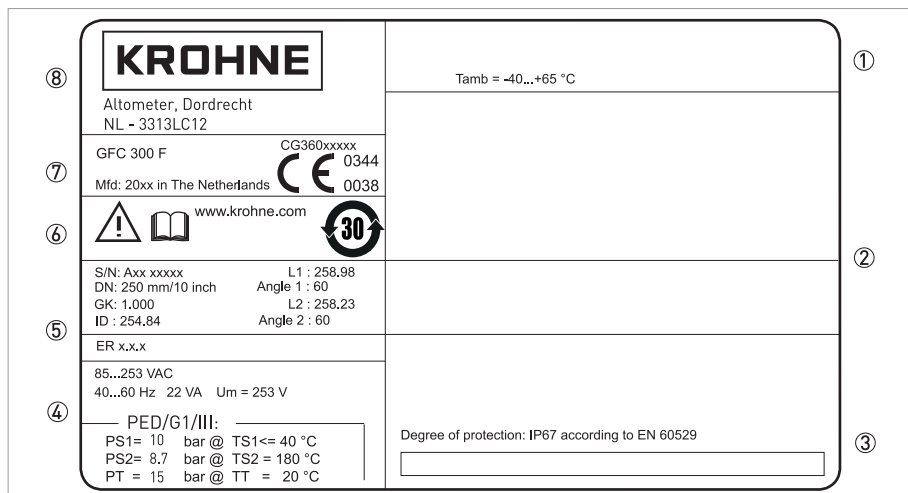 KROHNE
Altometer, Dordrecht
NL - 3313LC12
GFC 300 F
CG360xxxxx
CE
0344
0038
Mfd: 20xx in The Netherlands
www.krohne.com
30
S/N: Axx xxxxx L1 : 258.98
DN: 250 mm/10 inch Angle 1 : 60
GK: 1.000 L2 : 258.23
ID : 254.84 Angle 2 : 60
ER x.x.x
85...253 VAC
40...60 Hz 22 VA Um = 253 V
PED/G1/III:
PS1= 10 bar @ TS1<= 40 °C
PS2= 8.7 bar @ TS2 = 180 °C
PT = 15 bar @ TT = 20 °C
Tamb = -40...+65 °C
Degree of protection: IP67 according to EN 60529
⑧
⑦
⑥
⑤
④
①
②
③